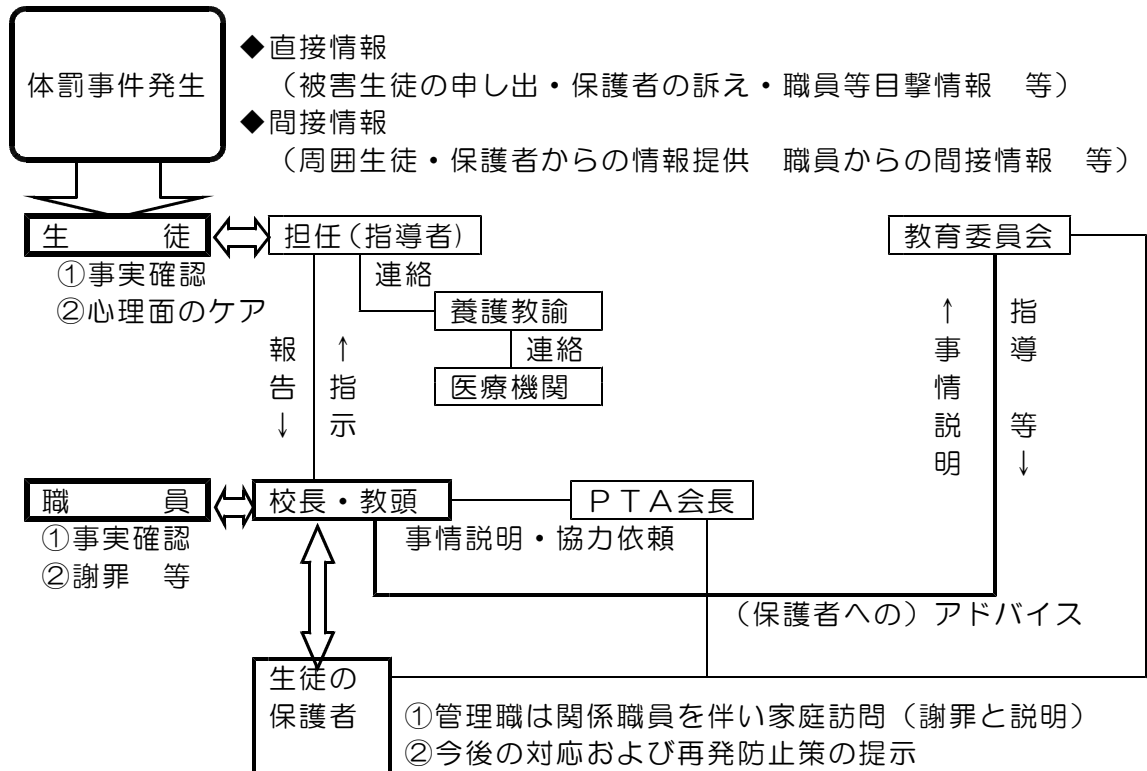 体罰事件発生
◆直接情報
（被害生徒の申し出・保護者の訴え・職員等目撃情報　等）
◆間接情報
（周囲生徒・保護者からの情報提供　職員からの間接情報　等）
生　　　徒
担任（指導者）
教育委員会
①事実確認
②心理面のケア
連絡
養護教諭
連絡
医療機関
報告↓
↑指示
↑事情説明
指導　等↓
職　　　員
校長・教頭
ＰＴＡ会長
①事実確認
②謝罪　等
事情説明・協力依頼
（保護者への）アドバイス
生徒の
保護者
①管理職は関係職員を伴い家庭訪問（謝罪と説明）
②今後の対応および再発防止策の提示